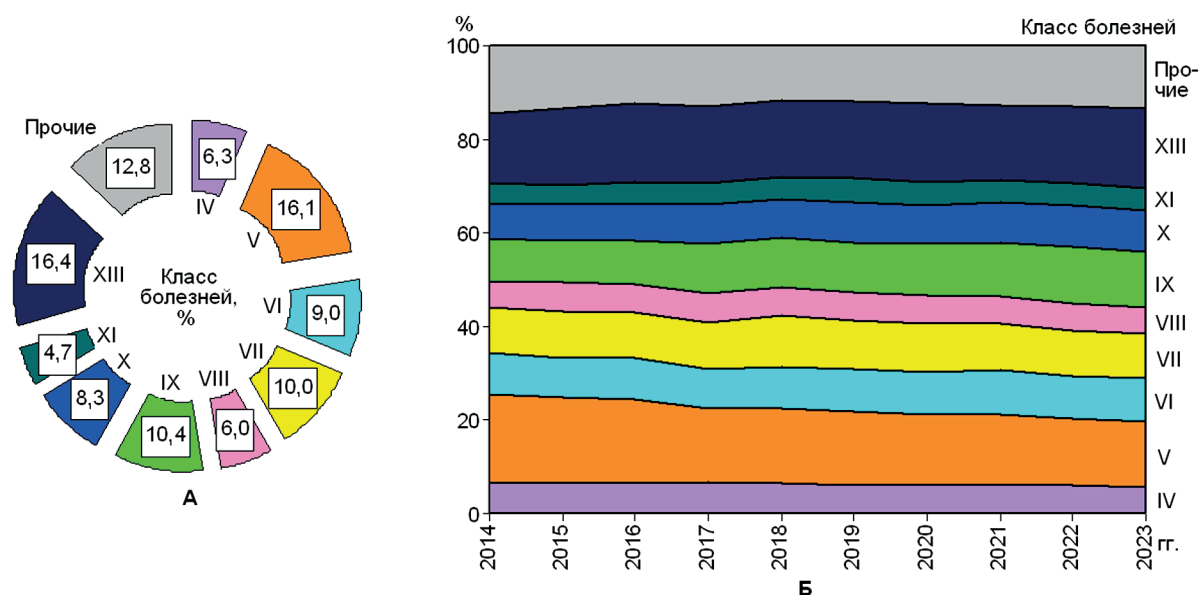 Прочие
12,8
6,3
IV
16,1
V
VI
9,0
VII
10,0
VIII
6,0
IX
10,4
X
8,3
XI
4,7
XIII
16,4
Класс
болезней,
%
А
%
Класс болезней
100
80
60
40
20
0
Про-
чие
XIII
XI
X
IX
VIII
VII
VI
V
IV
2014
2015
2016
2017
2018
2019
2020
2021
2022
2023
гг.
Б